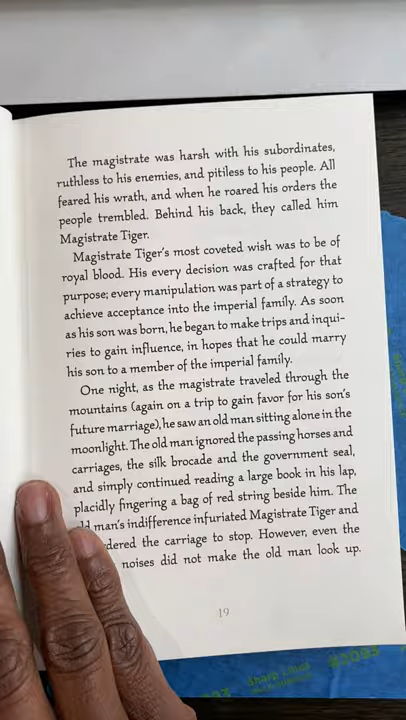 The magistrate was harsh with his subordinates,
ruthless to his enemies, and pitiless to his people. All
feared his wrath, and when he roared his orders the
people trembled. Behind his back, they called him
Magistrate Tiger.
Magistrate Tiger's most coveted wish was to be of
royal blood. His every decision was crafted for that
purpose; every manipulation was part of a strategy to
achieve acceptance into the imperial family. As soon
as his son was born, he began to make trips and inqui-
ries to gain influence, in hopes that he could marry
his son to a member of the imperial family.
One night, as the magistrate traveled through the
mountains (again on a trip to gain favor for his son's
future marriage), he saw an old man sitting alone in the
moonlight. The old man ignored the passing horses and
carriages, the silk brocade and the government seal,
and simply continued reading a large book in his lap,
placidly fingering a bag of red string beside him. The
man's indifference infuriated Magistrate Tiger and
the carriage to stop. However, even the
noises did not make the old man look up.
19
Sharp Lines
#2093